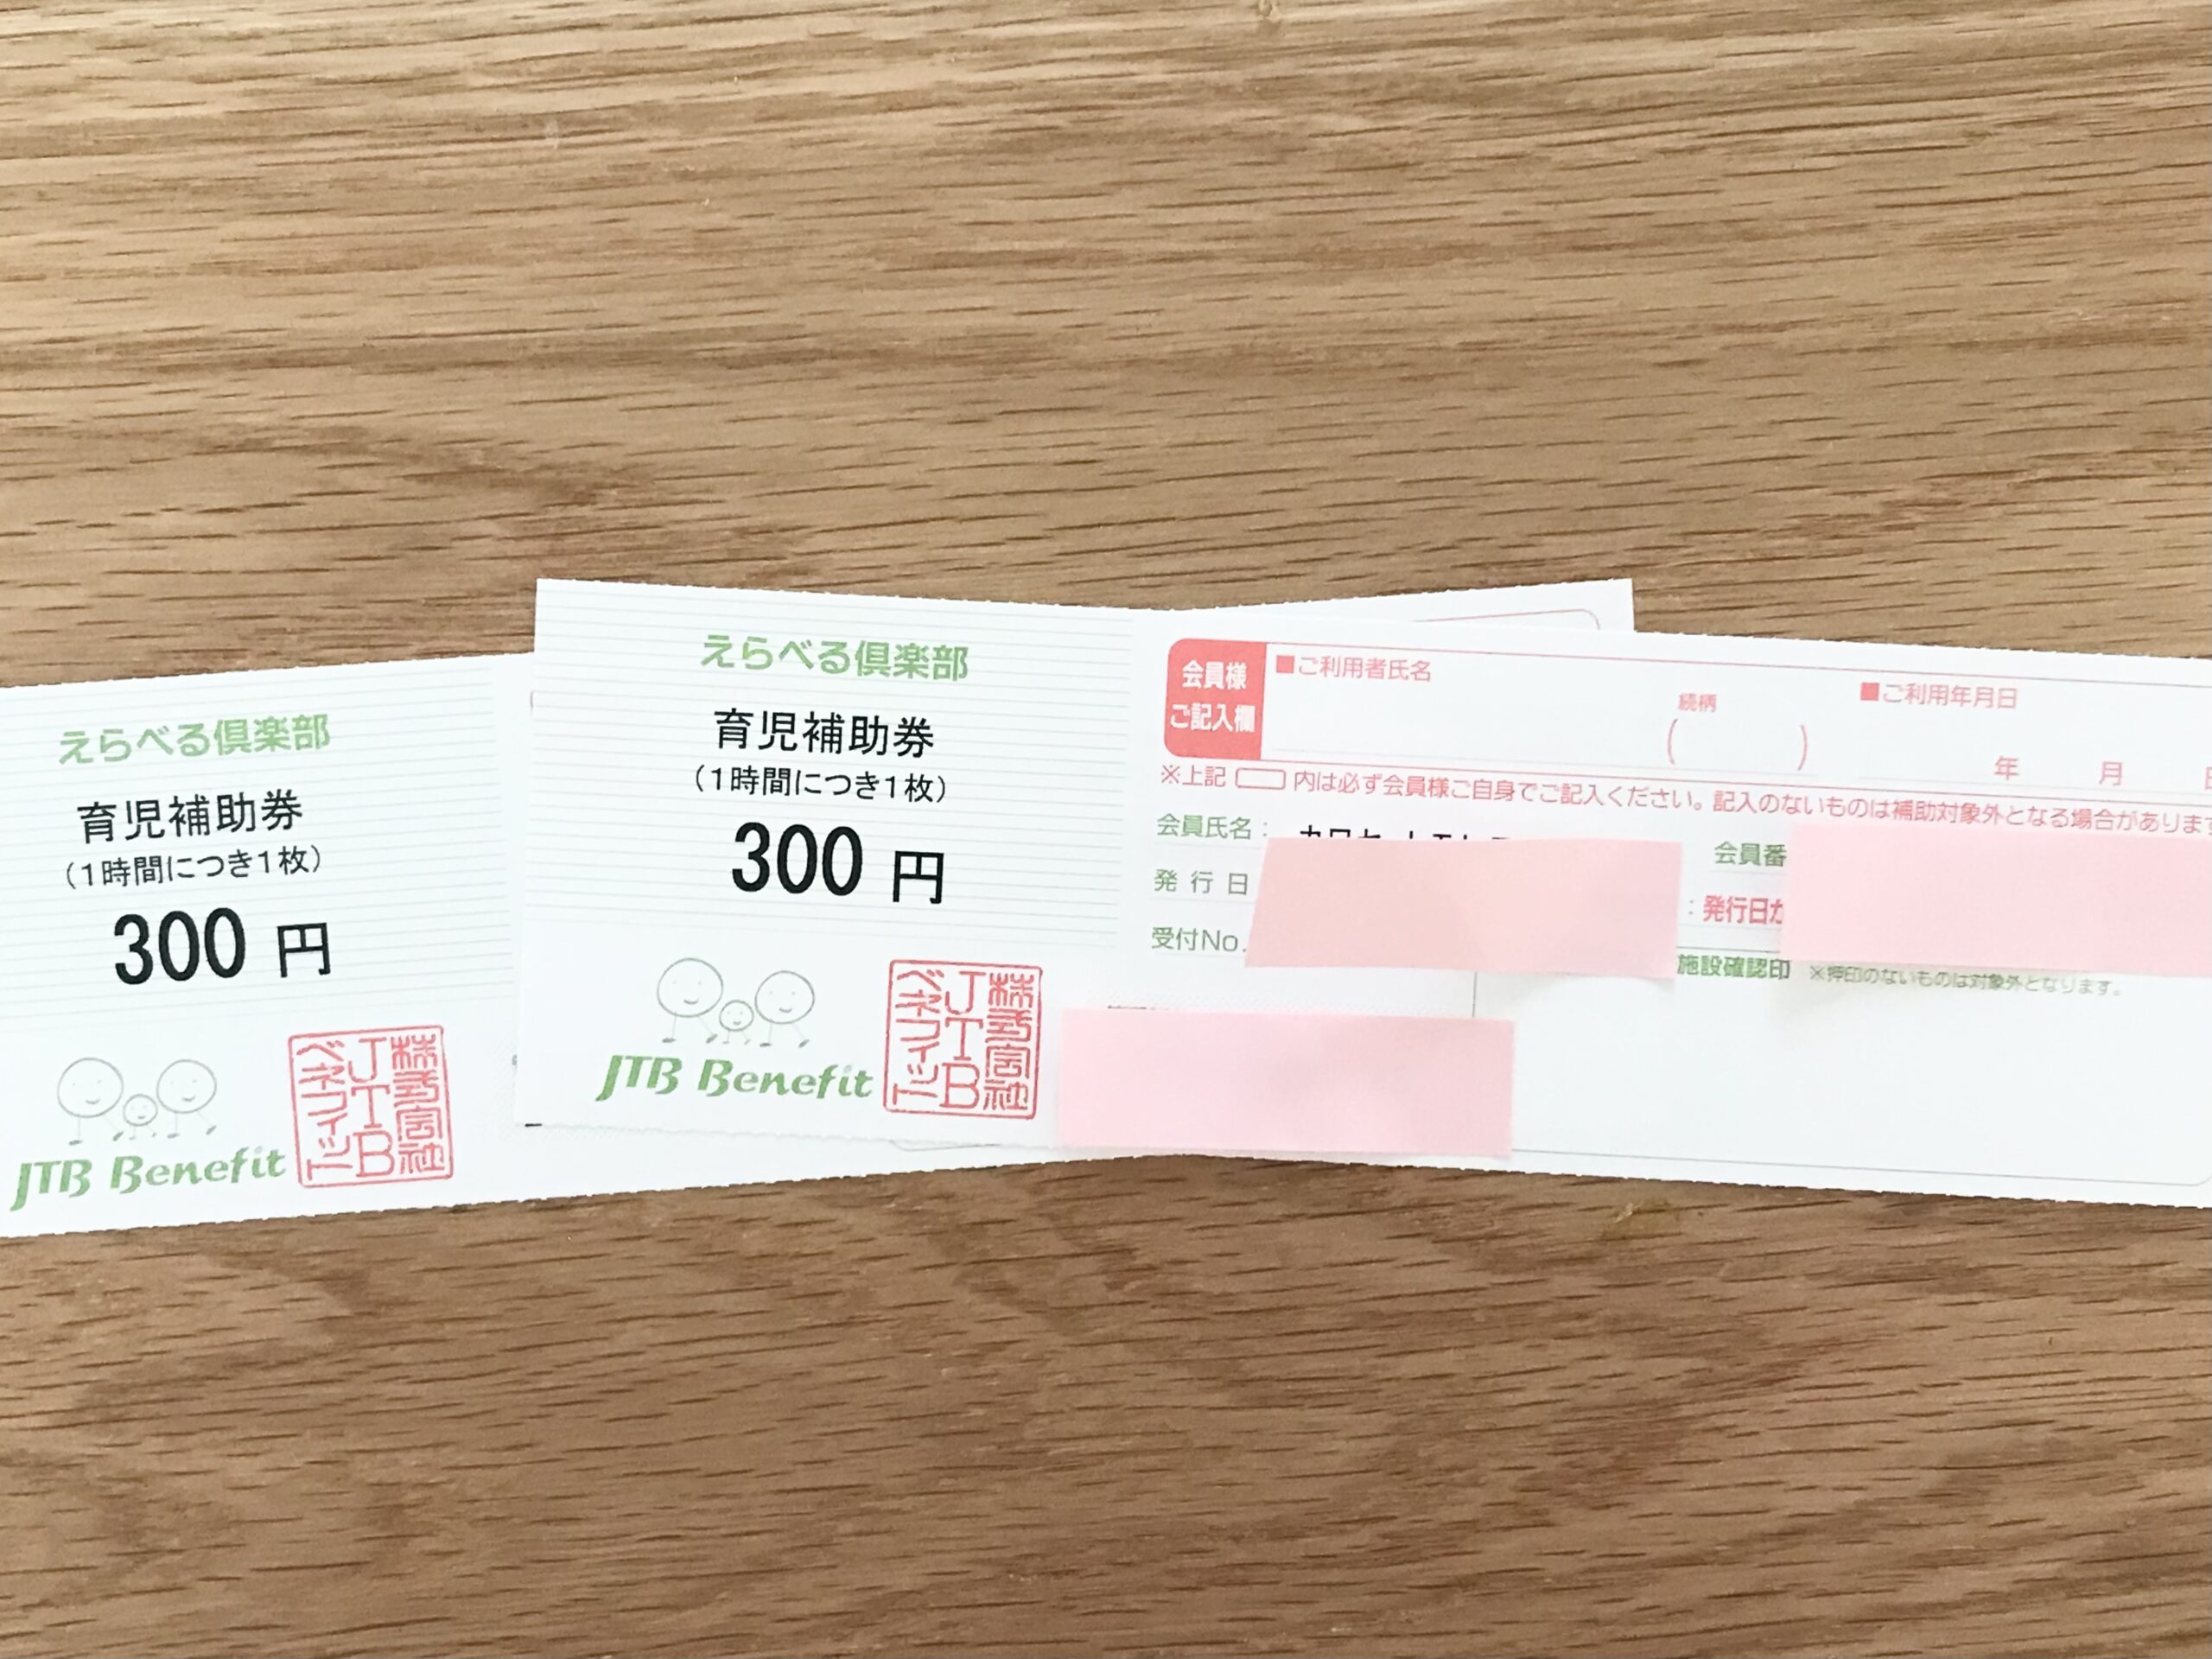 えらべる倶楽部
育児補助券
(1時間につき1枚)
300 円
JTB Benefit
株式会社
JTB
ベネフィット
えらべる倶楽部
育児補助券
(1時間につき1枚)
300 円
JTB Benefit
株式会社
JTB
ベネフィット
会員様
ご記入欄
■ご利用者氏名
続柄
( )
■ご利用年月日
年 月
※上記 内は必ず会員様ご自身でご記入ください。記入のないものは補助対象外となる場合があります
会員氏名:
会員番
発行日
:発行日か
受付No.
施設確認印 ※押印のないものは対象外となります。